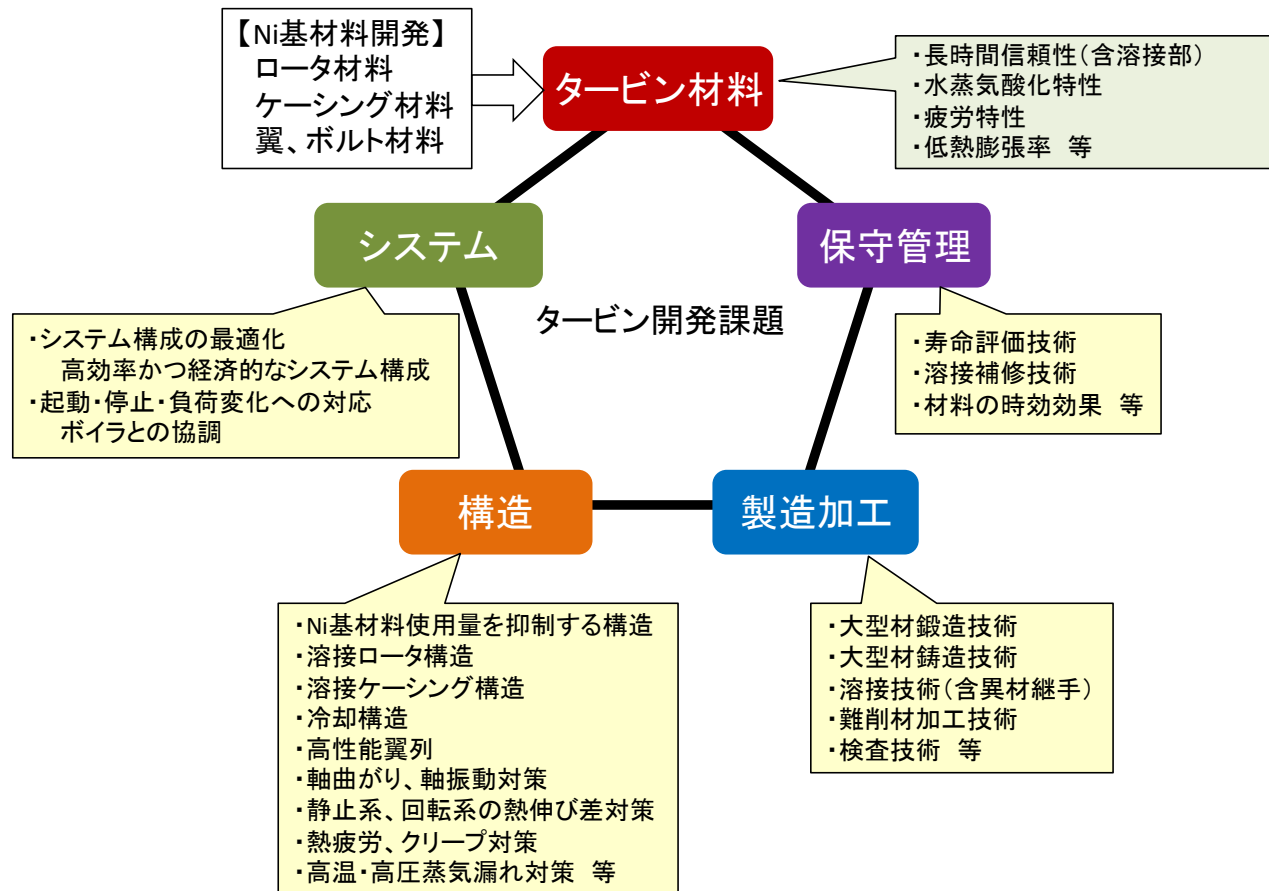 【Ni基材料開発】
ロータ材料
ケーシング材料
翼、ボルト材料
タービン材料
・長時間信頼性(含溶接部)
・水蒸気酸化特性
・疲労特性
・低熱膨張率 等
システム
保守管理
タービン開発課題
・システム構成の最適化
高効率かつ経済的なシステム構成
・起動・停止・負荷変化への対応
ボイラとの協調
・寿命評価技術
・溶接補修技術
・材料の時効効果 等
構造
製造加工
・Ni基材料使用量を抑制する構造
・溶接ロータ構造
・溶接ケーシング構造
・冷却構造
・高性能翼列
・軸曲がり、軸振動対策
・静止系、回転系の熱伸び差対策
・熱疲労、クリープ対策
・高温・高圧蒸気漏れ対策 等
・大型材鍛造技術
・大型材鋳造技術
・溶接技術(含異材継手)
・難削材加工技術
・検査技術 等